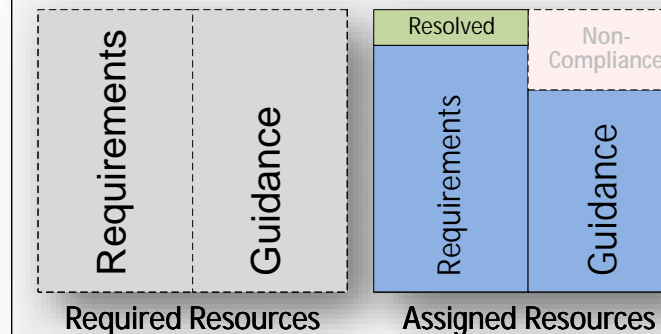 Requirements
Guidance
Required Resources
Resolved
Non-
Compliance
Requirements
Guidance
Assigned Resources